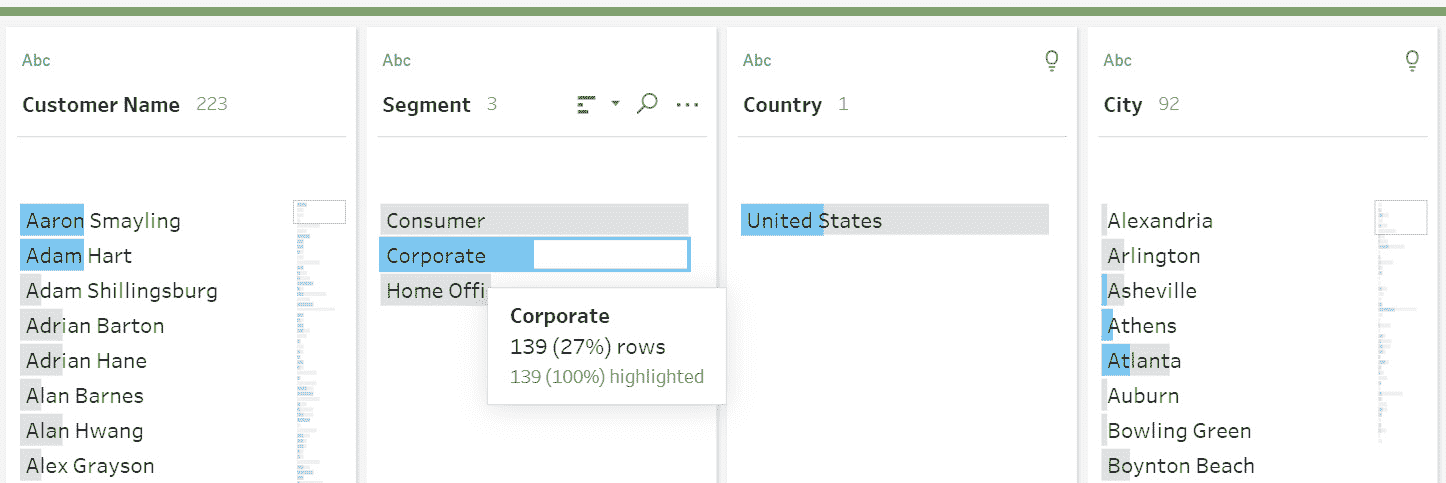 Abc
Customer Name 223
Aaron Smayling
Adam Hart
Adam Shillingsburg
Adrian Barton
Adrian Hane
Alan Barnes
Alan Hwang
Alex Grayson
Abc
Segment 3
Consumer
Corporate
Home Offi
Corporate
139 (27%) rows
139 (100%) highlighted
Abc
Country 1
United States
Abc
City 92
Alexandria
Arlington
Asheville
Athens
Atlanta
Auburn
Bowling Green
Boynton Beach